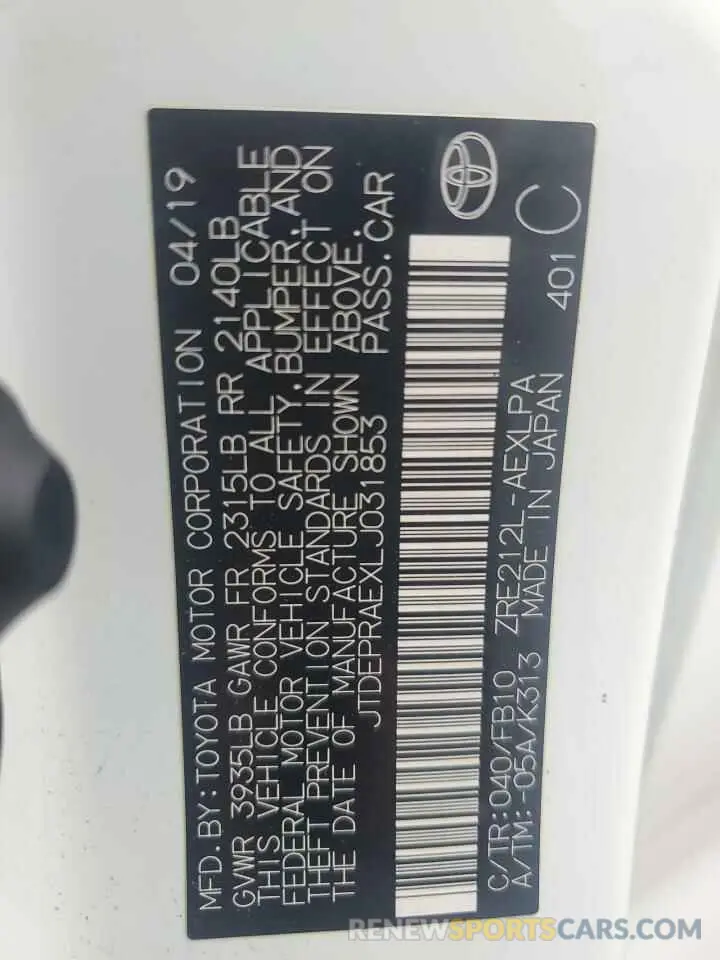 MFD.BY:TOYOTA MOTOR CORPORATION 04/19
GVWR 3935LB GAWR FR 2315LB RR 2140LB
THIS VEHICLE CONFORMS TO ALL APPLICABLE
FEDERAL MOTOR VEHICLE SAFETY,BUMPER,AND
THEFT PREVENTION STANDARDS IN EFFECT ON
THE DATE OF MANUFACTURE SHOWN ABOVE.
JTDEPRAEXLJ031853 PASS.CAR
C/TR:040/FB10 ZRE212L-AEXLPA
A/TM:-05A/K313 MADE IN JAPAN 401 C
RENEWSPORTSCARS.COM